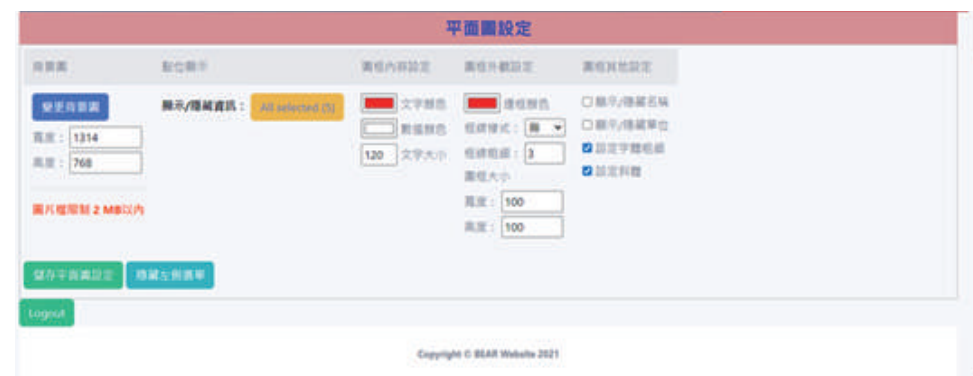 平面圖設定
背景圖
點位顯示
圖框內容設定
圖框外觀設定
圖框其他設定
變更背景圖
寬度： 1314
高度： 768
圖片檔限制 2 MB以內
顯示/隱藏資訊： All selected (5)
文字顏色
數值顏色
120 文字大小
邊框顏色
框線樣式： 無
框線粗細： 3
圖框大小
寬度： 100
高度： 100
顯示/隱藏名稱
顯示/隱藏單位
設定字體粗細
設定斜體
儲存平面圖設定 隱藏左側選單
Logout
Copyright © BEAR Website 2021